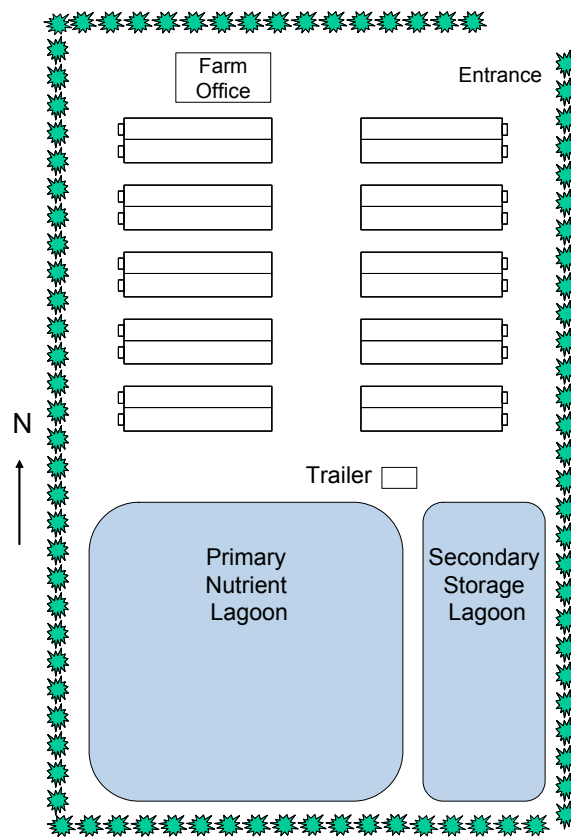 Farm
Office
Entrance
N
Trailer
Primary
Nutrient
Lagoon
Secondary
Storage
Lagoon